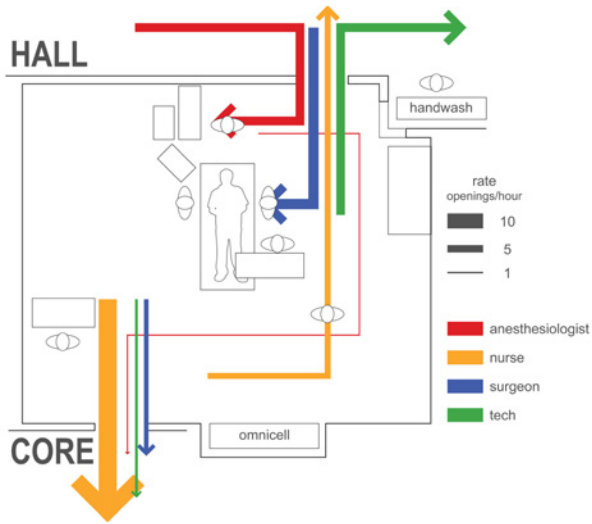 HALL
handwash
rate
openings/hour
10
5
1
anesthesiologist
nurse
surgeon
tech
omnicell
CORE